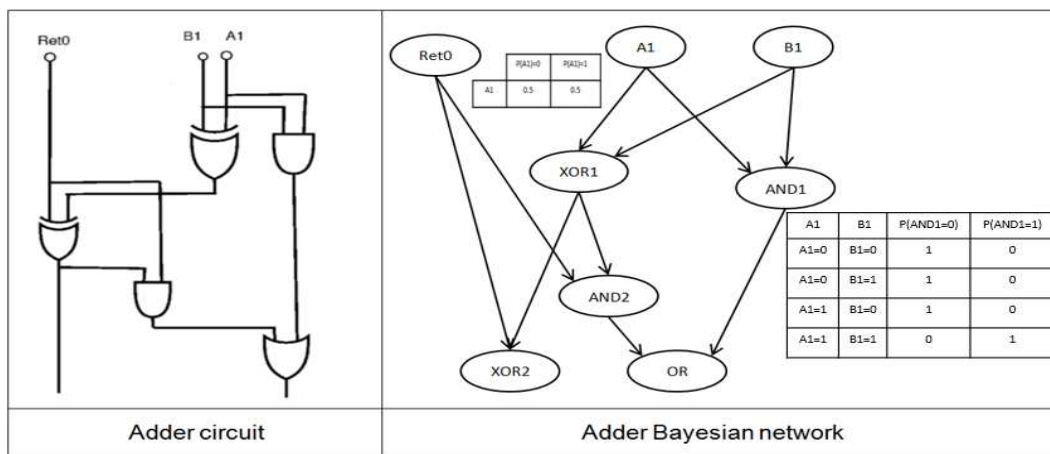 Ret0
B1 A1
Ret0
A1
B1
P(A1)=0 P(A1)=1
A1 0.5 0.5
XOR1
AND1
A1 B1 P(AND1=0) P(AND1=1)
A1=0 B1=0 1 0
A1=0 B1=1 1 0
A1=1 B1=0 1 0
A1=1 B1=1 0 1
AND2
XOR2
OR
Adder circuit
Adder Bayesian network